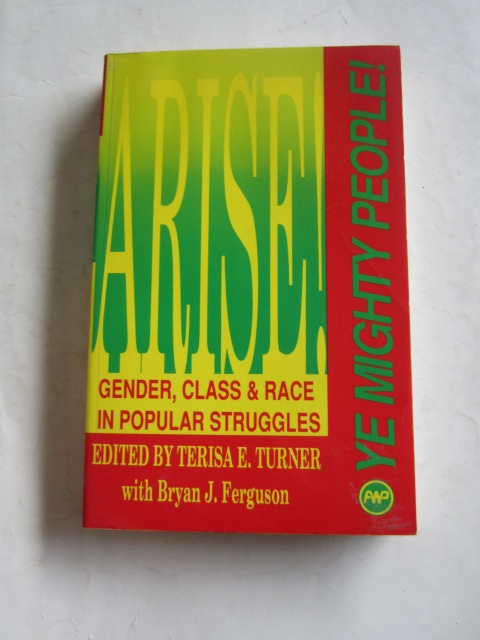 ARISE!
YE MIGHTY PEOPLE!
GENDER, CLASS & RACE
IN POPULAR STRUGGLES
EDITED BY TERISA E. TURNER
with Bryan J. Ferguson
AWP